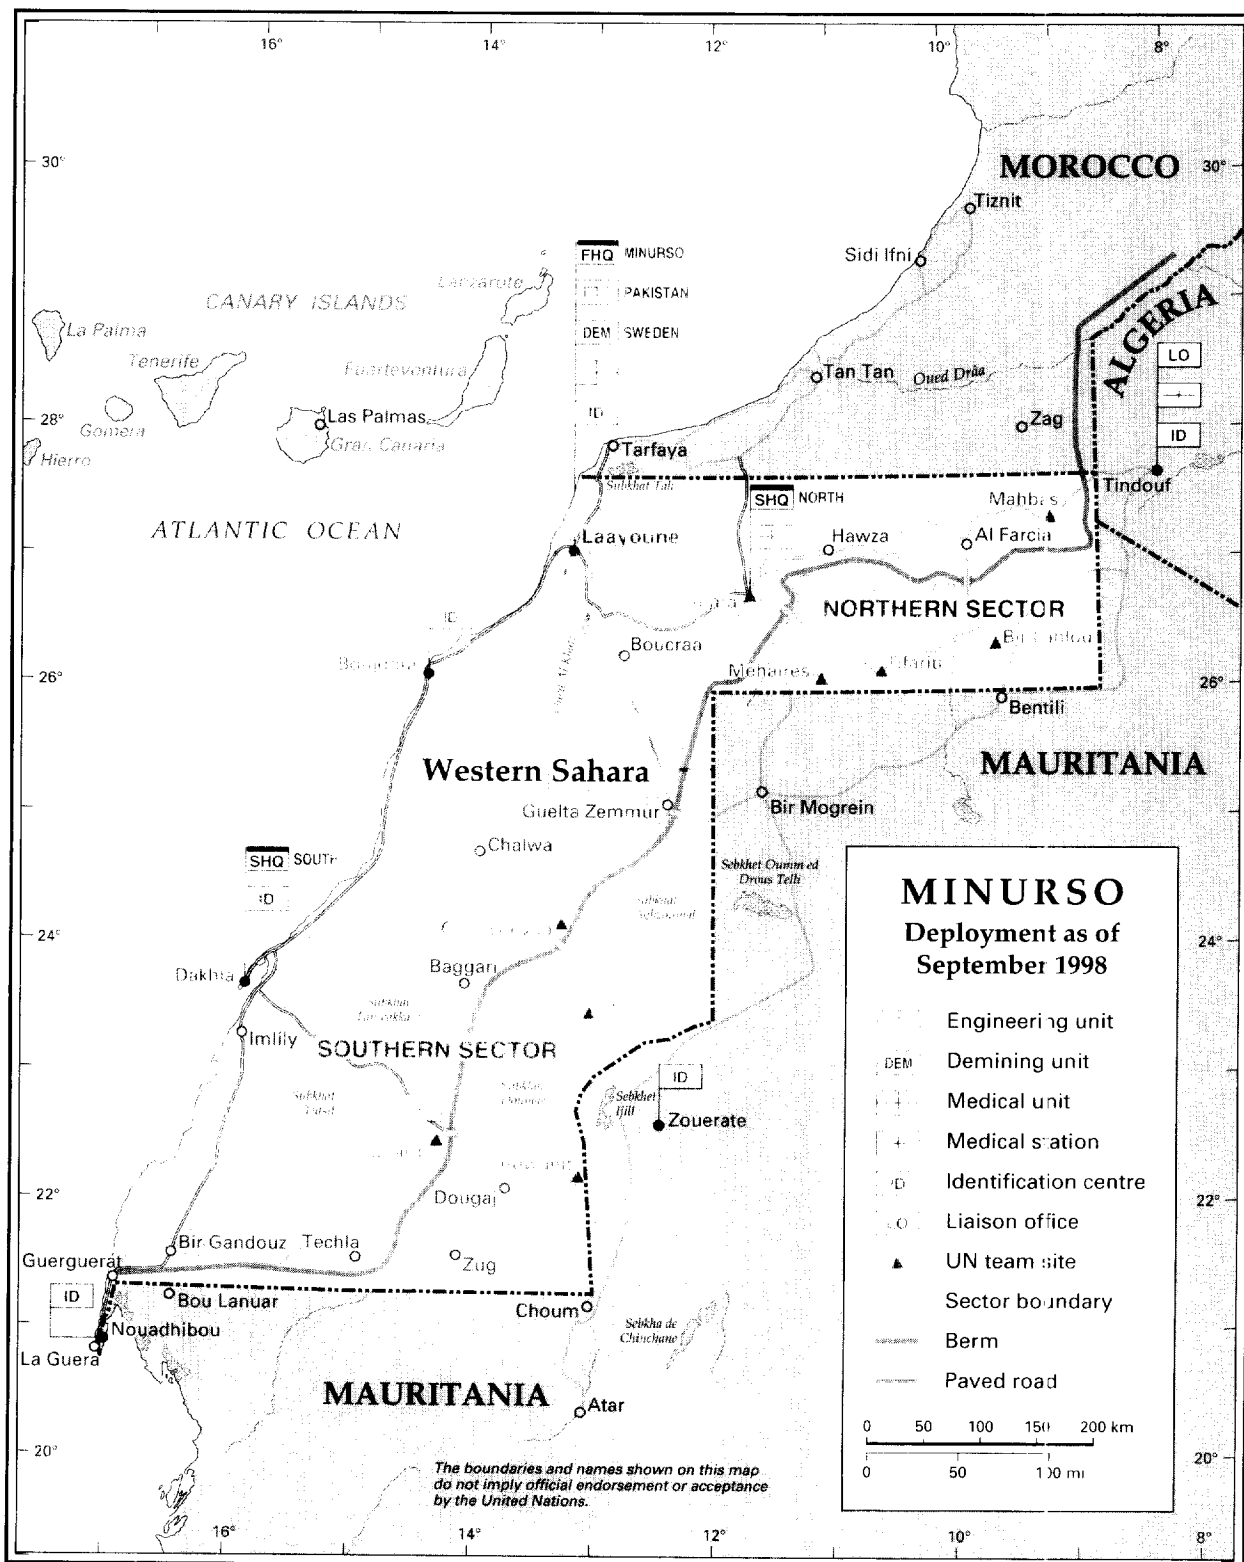 16°
14°
12°
10°
8°
30°
MOROCCO
30°
Tiznit
Sidi Ifni
FHQ MINURSO
PAKISTAN
DEM SWEDEN
ID
Lanzarote
CANARY ISLANDS
La Palma
Tenerife
Fuerteventura
ALGERIA
LO
ID
Tan Tan
Oued Drâa
28°
Gomera
Las Palmas
Gran Canaria
Hierro
Zag
Tarfaya
Tindouf
SHQ NORTH
Mahbas
ATLANTIC OCEAN
Laayoune
Hawza
Al Farcia
NORTHERN SECTOR
ID
Boucraa
Mehaires
26°
26°
Bentili
Western Sahara
MAURITANIA
Guelta Zemmur
Bir Mogrein
Chalwa
SHQ SOUTH
ID
Sebkhet Oumm ed
Drous Telli
24°
24°
Baggari
Dakhla
Imlily
SOUTHERN SECTOR
ID
Sebkhet
Ijill
Zouerate
Dougaj
22°
22°
Bir Gandouz
Techla
Zug
Guerguerat
ID
Bou Lanuar
Choum
Nouadhibou
La Guera
Sebkha de
Chinchane
MAURITANIA
Atar
20°
20°
The boundaries and names shown on this map
do not imply official endorsement or acceptance
by the United Nations.
MINURSO
Deployment as of
September 1998
Engineering unit
DEM Demining unit
Medical unit
Medical station
ID Identification centre
LO Liaison office
UN team site
Sector boundary
Berm
Paved road
0 50 100 150 200 km
0 50 100 mi
16°
14°
12°
10°